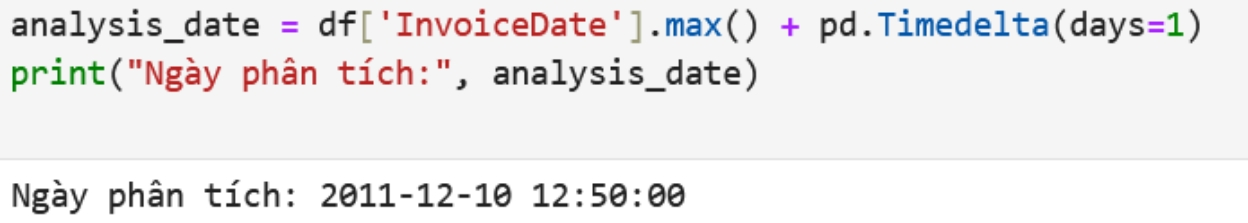 analysis_date = df['InvoiceDate'].max() + pd.Timedelta(days=1)
print("Ngày phân tích:", analysis_date)
Ngày phân tích: 2011-12-10 12:50:00